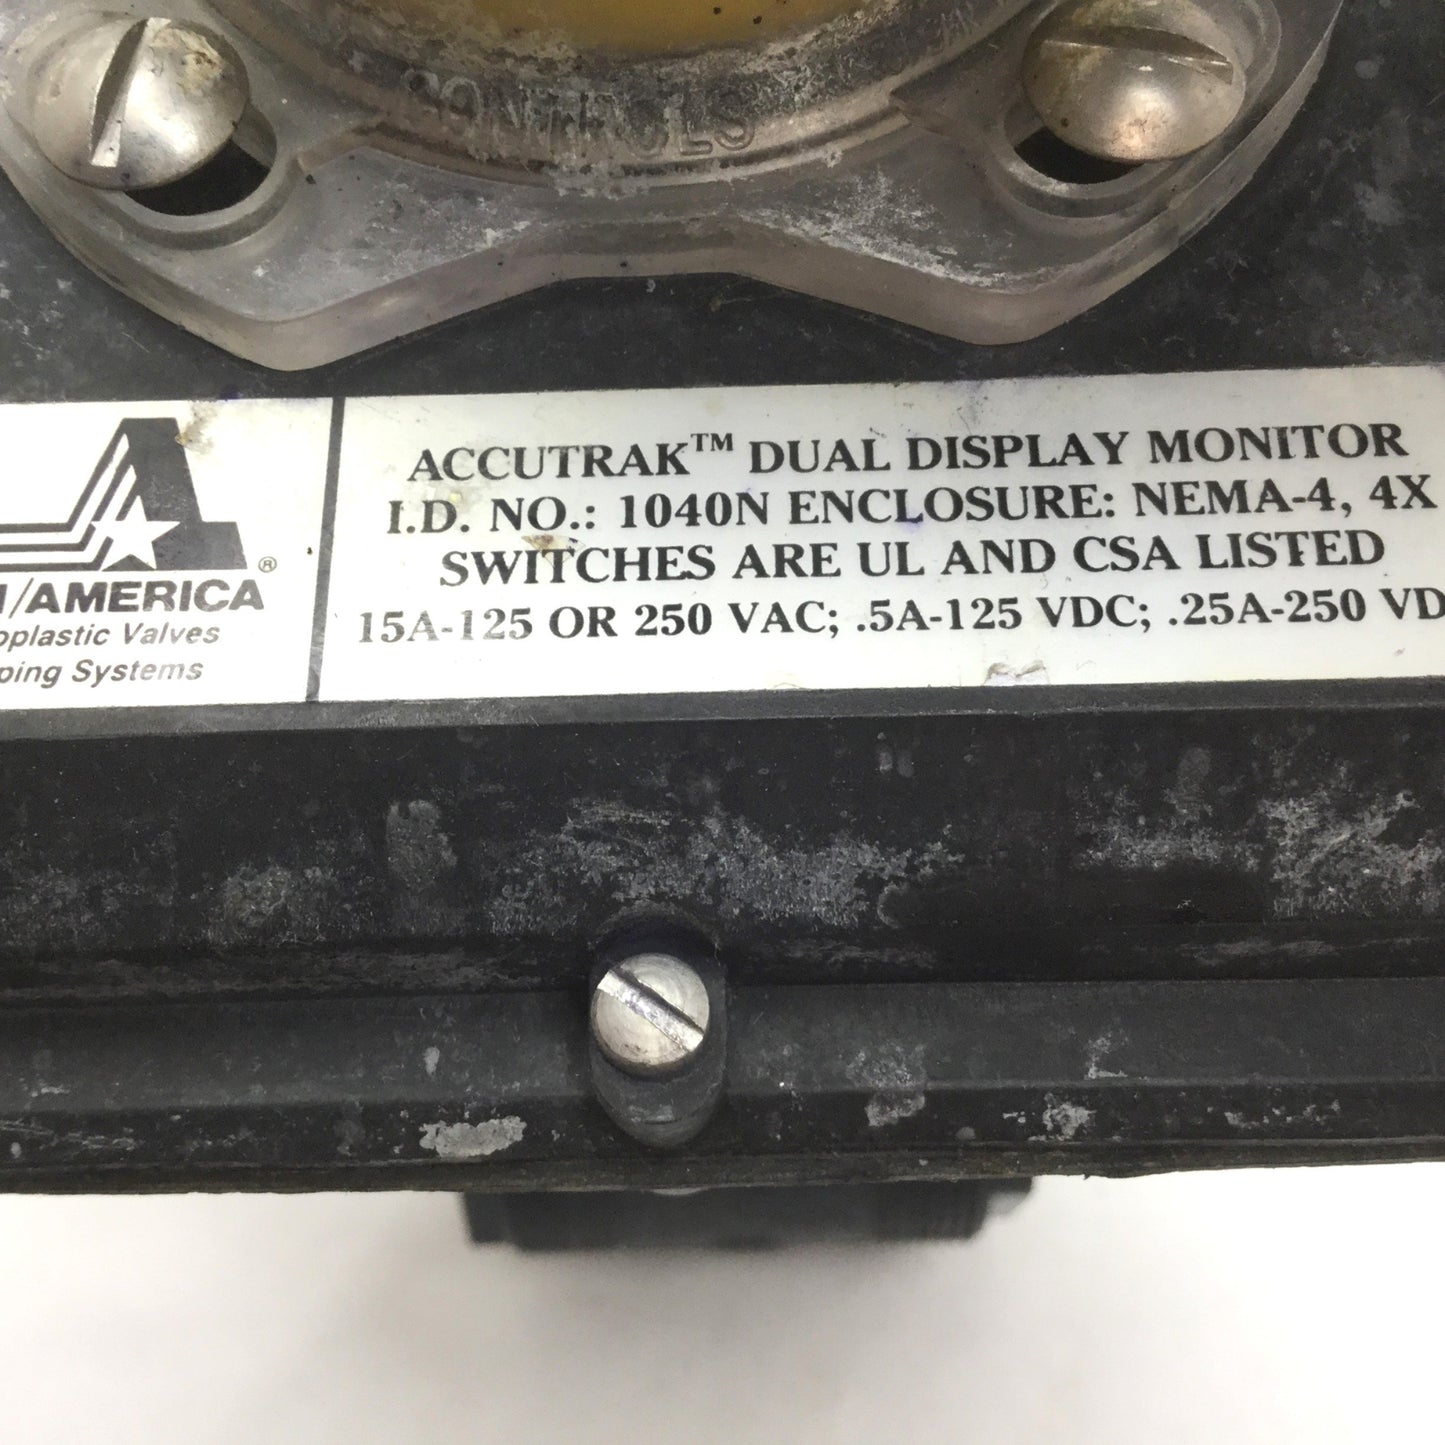 CONTROLS
ACCUTRAK™ DUAL DISPLAY MONITOR
I.D. NO.: 1040N ENCLOSURE: NEMA-4, 4X
SWITCHES ARE UL AND CSA LISTED
15A-125 OR 250 VAC; .5A-125 VDC; .25A-250 VD
®
/AMERICA
oplastic Valves
ping Systems